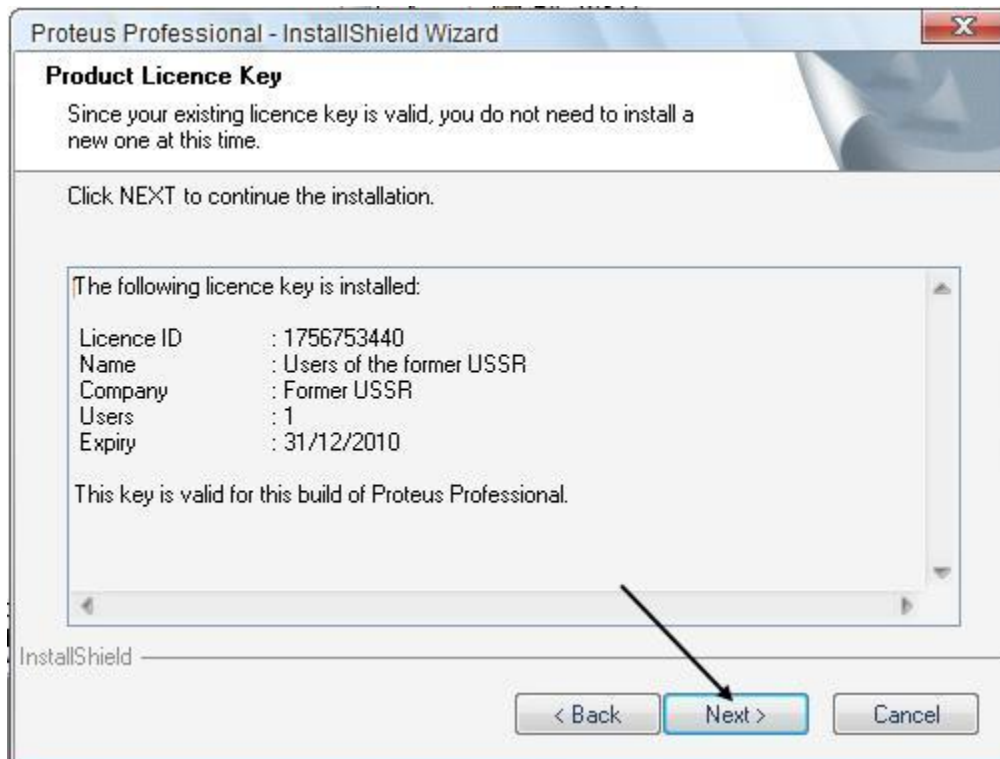 Proteus Professional - InstallShield Wizard
Product Licence Key
Since your existing licence key is valid, you do not need to install a
new one at this time.
Click NEXT to continue the installation.
The following licence key is installed:
Licence ID : 1756753440
Name : Users of the former USSR
Company : Former USSR
Users : 1
Expiry : 31/12/2010
This key is valid for this build of Proteus Professional.
InstallShield
< Back Next > Cancel